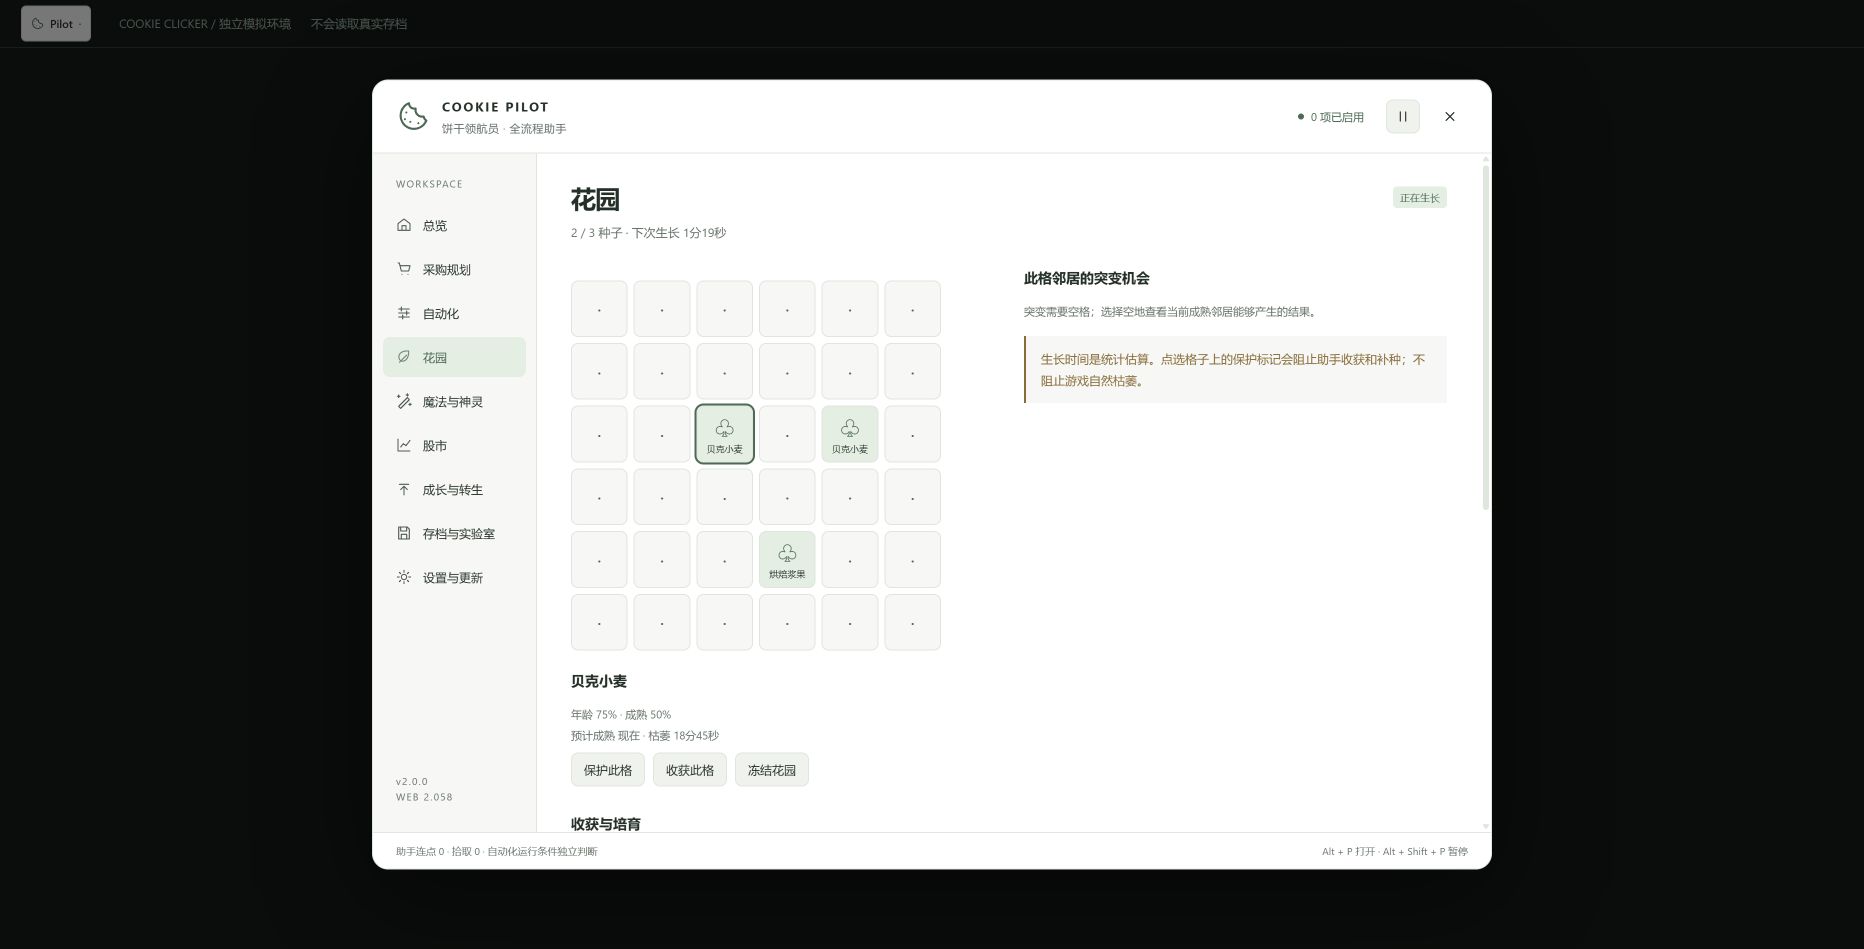 Pilot ·
COOKIE CLICKER / 独立模拟环境
不会读取真实存档
COOKIE PILOT
饼干领航员 · 全流程助手
0 项已启用
WORKSPACE
总览
采购规划
自动化
花园
魔法与神灵
股市
成长与转生
存档与实验室
设置与更新
v2.0.0
WEB 2.058
花园
正在生长
2 / 3 种子 · 下次生长 1分19秒
贝克小麦
贝克小麦
烘焙浆果
此格邻居的突变机会
突变需要空格；选择空地查看当前成熟邻居能够产生的结果。
生长时间是统计估算。点选格子上的保护标记会阻止助手收获和补种；不
阻止游戏自然枯萎。
贝克小麦
年龄 75% · 成熟 50%
预计成熟 现在 · 枯萎 18分45秒
保护此格
收获此格
冻结花园
收获与培育
助手连点 0 · 拾取 0 · 自动化运行条件独立判断
Alt + P 打开 · Alt + Shift + P 暂停